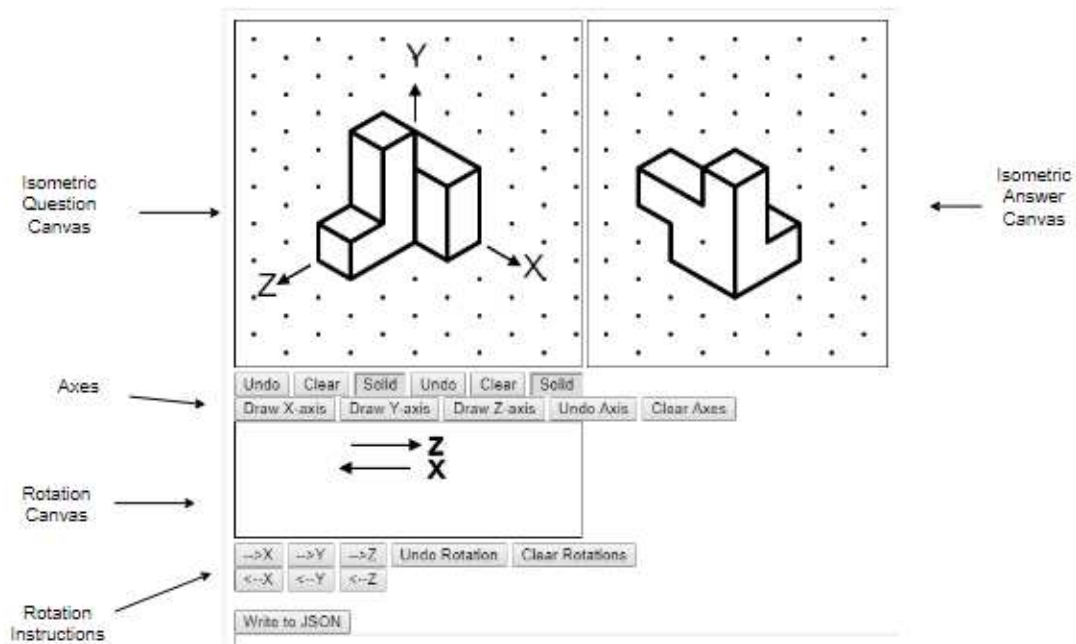 Y
Z
X
Isometric
Question
Canvas
Isometric
Answer
Canvas
Axes
Undo Clear Solid Undo Clear Solid
Draw X-axis Draw Y-axis Draw Z-axis Undo Axis Clear Axes
Z
X
Rotation
Canvas
-->X -->Y -->Z Undo Rotation Clear Rotations
<--X <--Y <--Z
Rotation
Instructions
Write to JSON